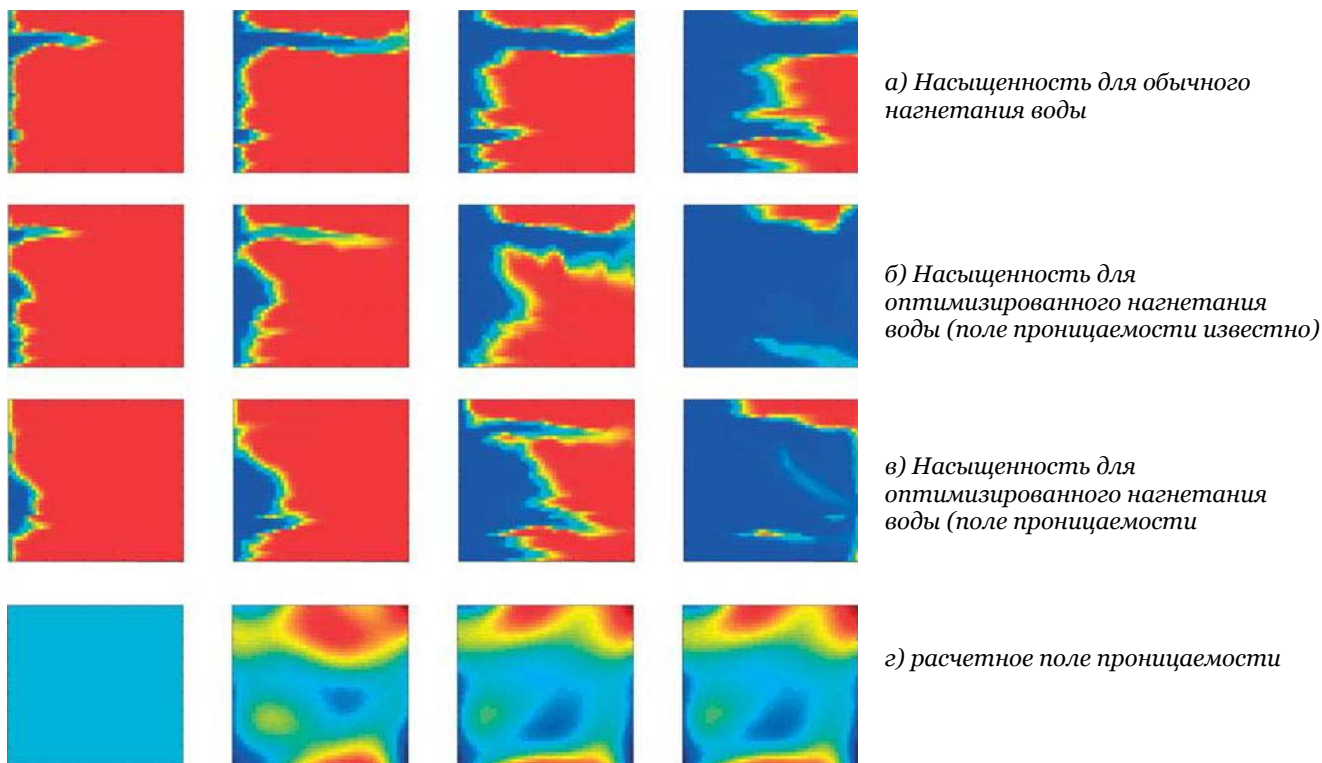 а) Насыщенность для обычного
нагнетания воды
б) Насыщенность для
оптимизированного нагнетания
воды (поле проницаемости известно)
в) Насыщенность для
оптимизированного нагнетания
воды (поле проницаемости
г) расчетное поле проницаемости